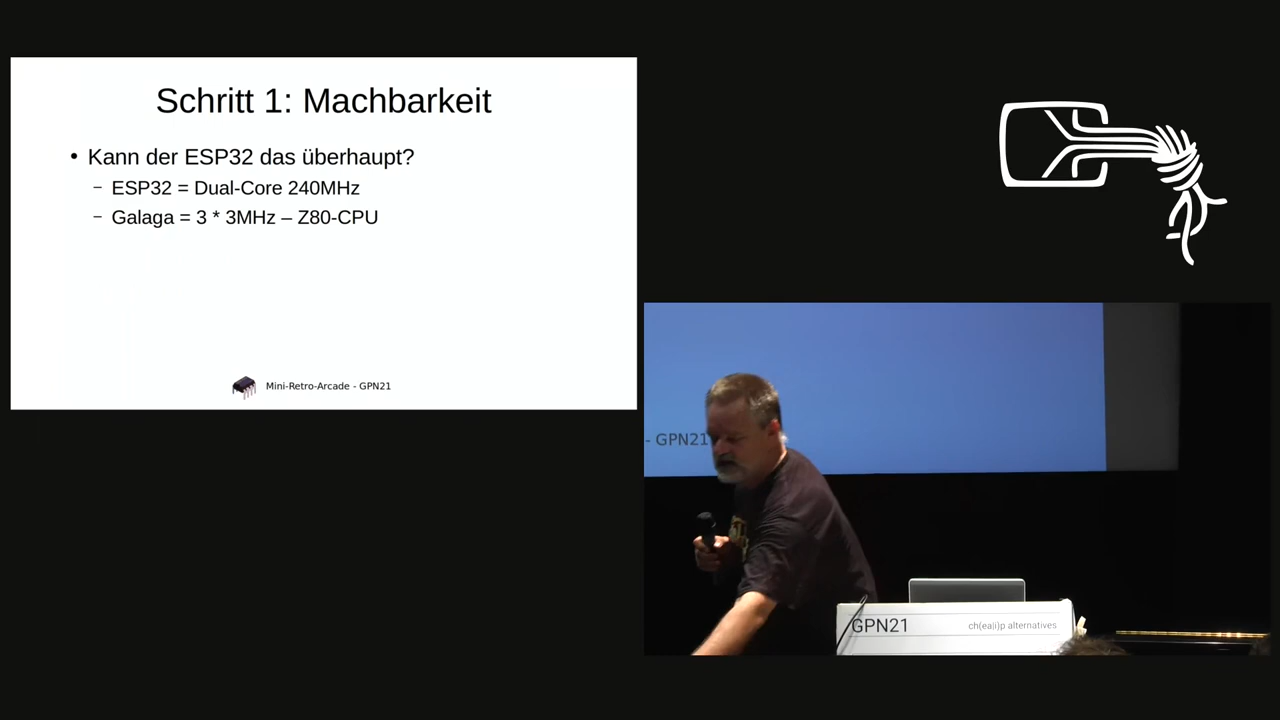 Schritt 1: Machbarkeit
• Kann der ESP32 das überhaupt?
– ESP32 = Dual-Core 240MHz
– Galaga = 3 * 3MHz – Z80-CPU
Mini-Retro-Arcade - GPN21
- GPN21
GPN21
ch(ea|i)p alternatives